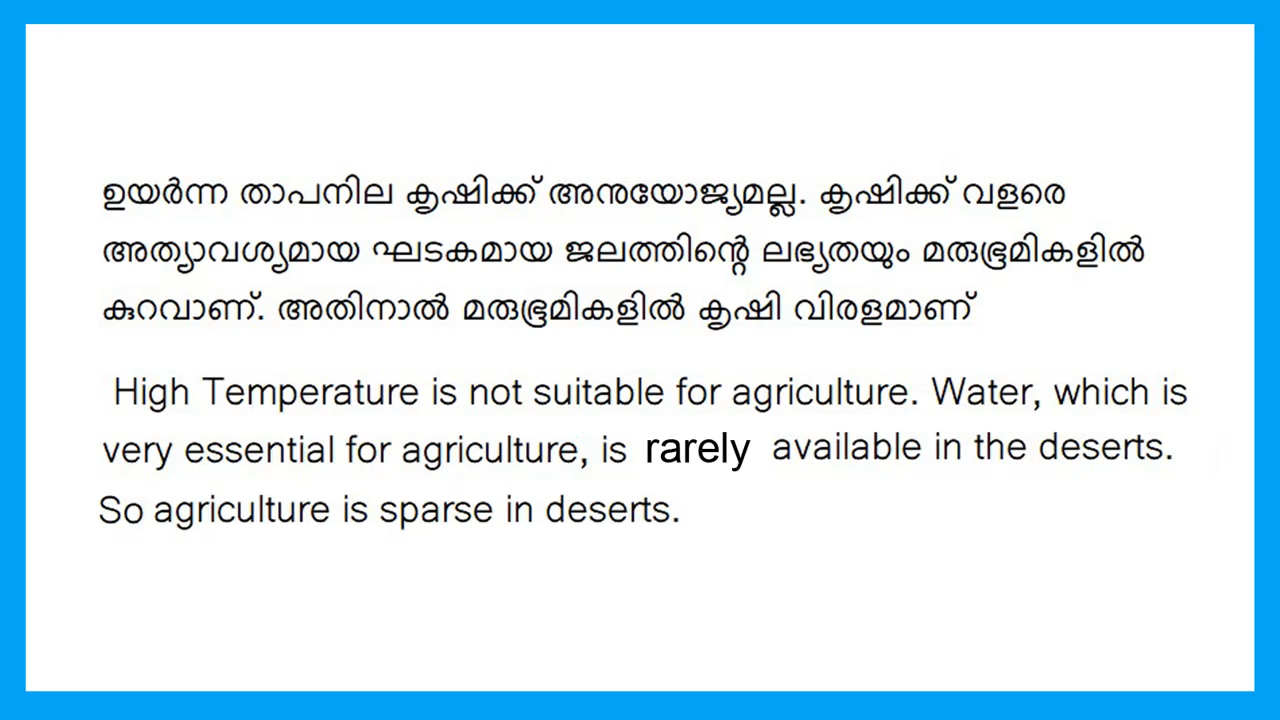 ഉയർന്ന താപനില കൃഷിക്ക് അനുയോജ്യമല്ല. കൃഷിക്ക് വളരെ
അത്യാവശ്യമായ ഘടകമായ ജലത്തിന്റെ ലഭ്യതയും മരുഭൂമികളിൽ
കുറവാണ്. അതിനാൽ മരുഭൂമികളിൽ കൃഷി വിരളമാണ്
High Temperature is not suitable for agriculture. Water, which is
very essential for agriculture, is rarely available in the deserts.
So agriculture is sparse in deserts.